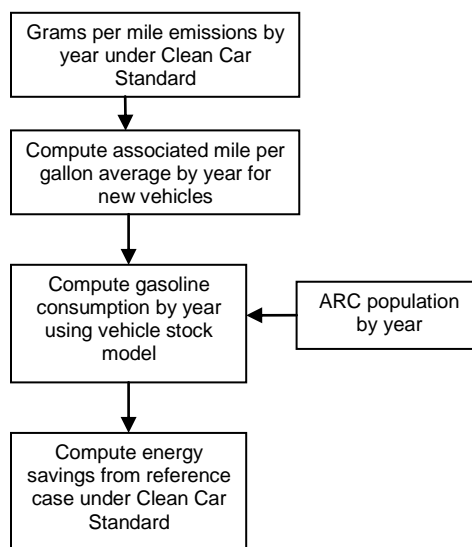 Grams per mile emissions by
year under Clean Car
Standard
Compute associated mile per
gallon average by year for
new vehicles
Compute gasoline
consumption by year
using vehicle stock
model
ARC population
by year
Compute energy
savings from reference
case under Clean Car
Standard